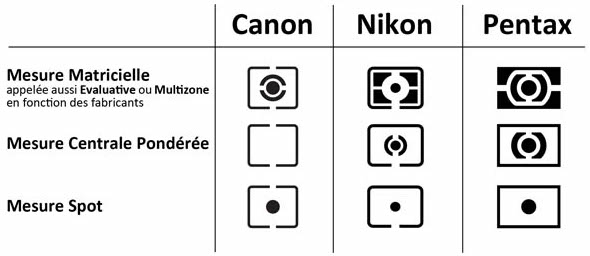 Canon Nikon Pentax
Mesure Matricielle
appelée aussi Evaluative ou Multizone
en fonction des fabricants
Mesure Centrale Pondérée
Mesure Spot